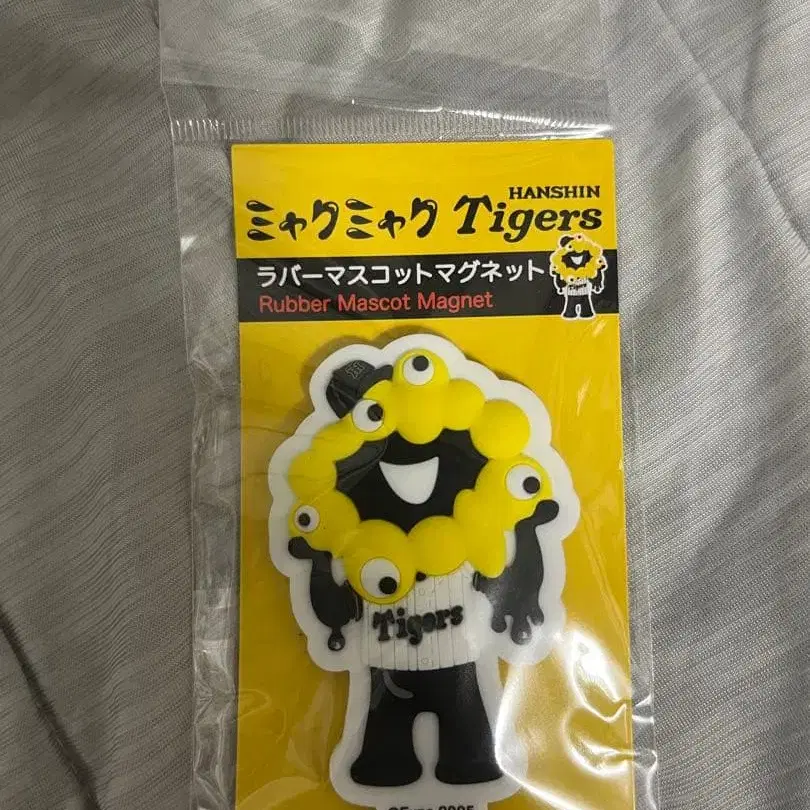 HANSHIN
ミャクミャク Tigers
ラバーマスコットマグネット
Rubber Mascot Magnet
Tigers